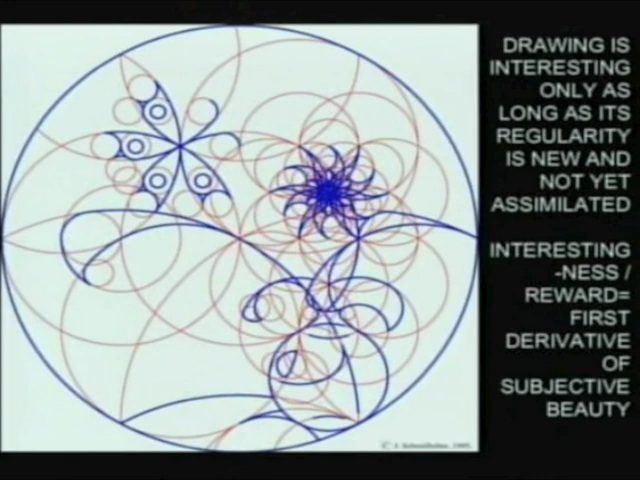 DRAWING IS
INTERESTING
ONLY AS
LONG AS ITS
REGULARITY
IS NEW AND
NOT YET
ASSIMILATED
INTERESTING
-NESS /
REWARD=
FIRST
DERIVATIVE
OF
SUBJECTIVE
BEAUTY